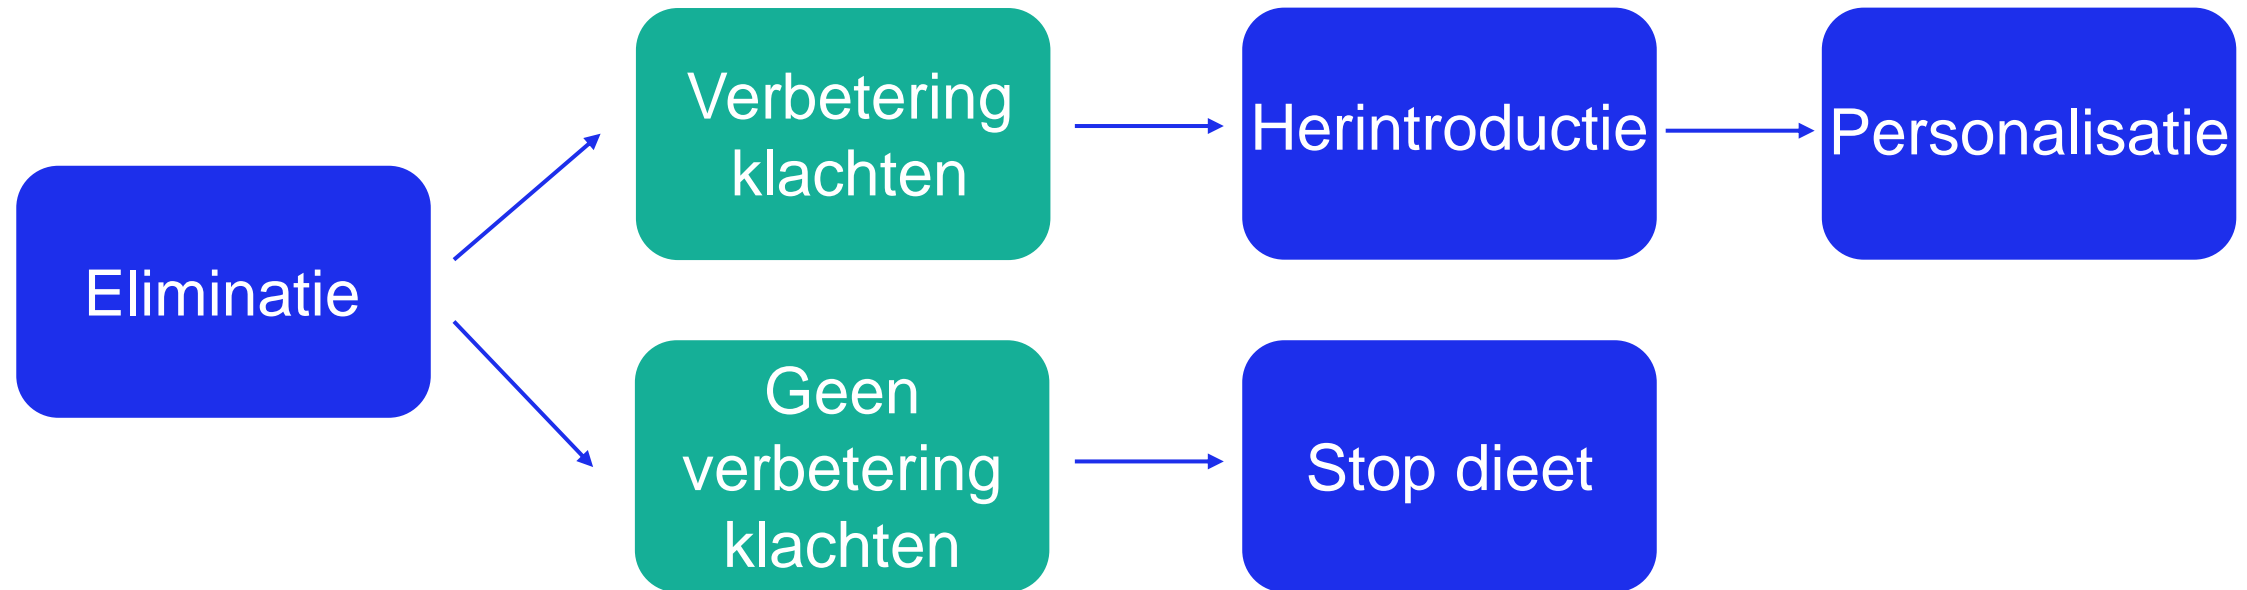 Eliminatie
Verbetering
klachten
Herintroductie
Personalisatie
Geen
verbetering
klachten
Stop dieet